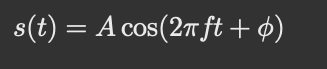 s(t) = A cos(2πft + ϕ)